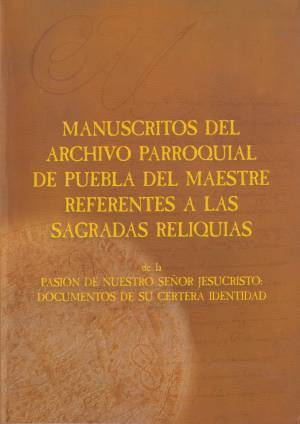 MANUSCRITOS DEL
ARCHIVO PARROQUIAL
DE PUEBLA DEL MAESTRE
REFERENTES A LAS
SAGRADAS RELIQUIAS
de la
PASIÓN DE NUESTRO SEÑOR JESUCRISTO:
DOCUMENTOS DE SU CERTERA IDENTIDAD